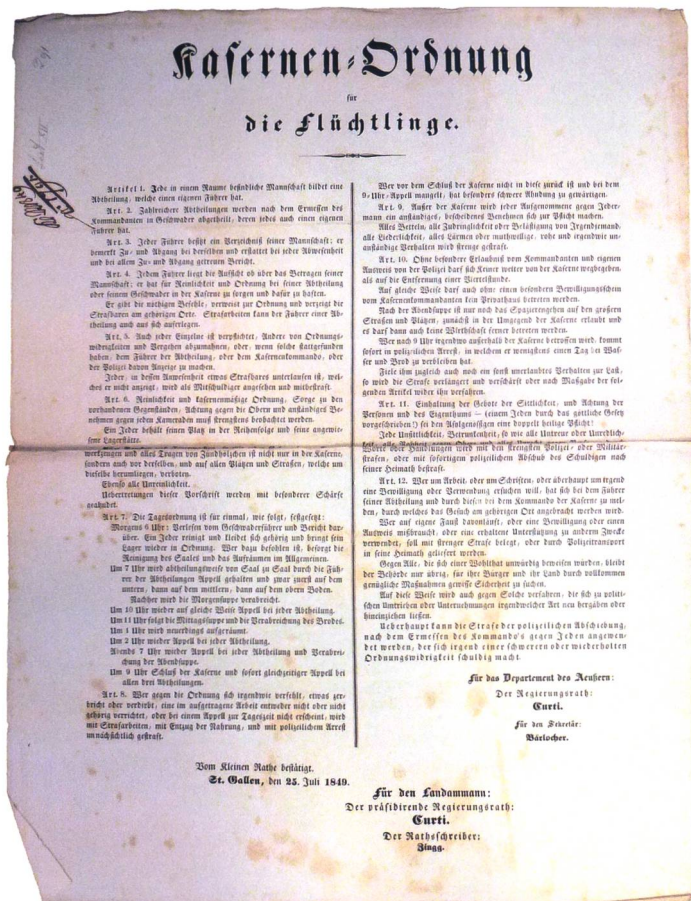 Kasernen-Ordnung
für
die Flüchtlinge.
Artikel 1. Jede in einem Raume befindliche Mannschaft bildet eine
Abtheilung, welche einen eigenen Führer hat.
Art. 2. Zahlreichere Abtheilungen werden nach dem Ermessen des
Kommandanten in Geschwader abgetheilt, deren jedes auch einen eigenen
Führer hat.
Art. 3. Jeder Führer besitzt ein Verzeichniß seiner Mannschaft; er
bemerkt Zu- und Abgang bei derselben und erstattet bei jeder Abwesenheit
und bei allem Zu- und Abgang getreuen Bericht.
Art. 4. Jedem Führer liegt die Aufsicht ob über das Betragen seiner
Mannschaft; er hat für Reinlichkeit und Ordnung bei seiner Abtheilung
oder seinem Geschwader in der Kaserne zu sorgen und dafür zu haften.
Er gibt die nöthigen Befehle, verweist zur Ordnung und verzeigt die
Strafbaren am gehörigen Orte. Strafarbeiten kann der Führer einer Ab-
theilung auch aus sich auferlegen.
Art. 5. Auch jeder Einzelne ist verpflichtet, Andere von Ordnungs-
widrigkeiten und Vergehen abzumahnen, oder, wenn solche stattgefunden
haben, dem Führer der Abtheilung, oder dem Kasernenkommando, oder
der Polizei davon Anzeige zu machen.
Jeder, in dessen Anwesenheit etwas Strafbares unterlaufen ist, wel-
ches er nicht anzeigt, wird als Mitschuldiger angesehen und mitbestraft.
Art. 6. Reinlichkeit und kasernenmäßige Ordnung, Sorge zu den
vorhandenen Gegenständen, Achtung gegen die Obern und anständiges Be-
nehmen gegen jeden Kameraden muß strengstens beobachtet werden.
Ein Jeder behält seinen Platz in der Reihenfolge und seine angewie-
sene Lagerstätte.
werkzeugen und alles Tragen von Zündhölzchen ist nicht nur in der Kaserne,
sondern auch vor derselben, und auf allen Plätzen und Straßen, welche um
dieselbe herumliegen, verboten.
Ebenso alle Unreinlichkeit.
Uebertretungen dieser Vorschrift werden mit besonderer Schärfe
geahndet.
Art. 7. Die Tagesordnung ist für einmal, wie folgt, festgesetzt:
Morgens 6 Uhr: Verlesen vom Geschwaderführer und Bericht dar-
über. Ein Jeder reinigt und kleidet sich gehörig und bringt sein
Lager wieder in Ordnung. Wer dazu befohlen ist, besorgt die
Reinigung des Saales und das Aufräumen im Allgemeinen.
Um 7 Uhr wird abtheilungsweise von Saal zu Saal durch die Füh-
rer der Abtheilungen Appell gehalten und zwar zuerst auf dem
untern, dann auf dem mittlern, dann auf dem obern Boden.
Nachher wird die Morgensuppe verabreicht.
Um 10 Uhr wieder auf gleiche Weise Appell bei jeder Abtheilung.
Um 11 Uhr folgt die Mittagssuppe und die Verabreichung des Brodes.
Um 1 Uhr wird neuerdings aufgeräumt.
Um 2 Uhr wieder Appell bei jeder Abtheilung.
Abends 7 Uhr wieder Appell bei jeder Abtheilung und Verabrei-
chung der Abendsuppe.
Um 9 Uhr Schluß der Kaserne und sofort gleichzeitiger Appell bei
allen drei Abtheilungen.
Art. 8. Wer gegen die Ordnung sich irgendwie verfehlt, etwas zer-
bricht oder verdirbt, eine im aufgetragene Arbeit entweder nicht oder nicht
gehörig verrichtet, oder bei einem Appell zur Tageszeit nicht erscheint, wird
mit Strafarbeiten, mit Entzug der Nahrung, und mit polizeilichem Arrest
unnachsichtlich gestraft.
Wer vor dem Schluß der Kaserne nicht in diese zurück ist und bei dem
9-Uhr-Appell mangelt, hat besonders schwere Ahndung zu gewärtigen.
Art. 9. Außer der Kaserne wird jeder Aufgenommene gegen Jeder-
mann ein anständiges, bescheidenes Benehmen sich zur Pflicht machen.
Alles Betteln, alle Zudringlichkeit oder Belästigung von Irgendjemand,
alle Liederlichkeit, alles Lärmen oder muthwillige, rohe und irgendwie un-
anständige Verhalten wird strenge gestraft.
Art. 10. Ohne besondere Erlaubniß vom Kommandanten und eigenen
Ausweis von der Polizei darf sich Keiner weiter von der Kaserne wegbegeben,
als auf die Entfernung einer Viertelstunde.
Auf gleiche Weise darf auch ohne einen besondern Bewilligungsschein
vom Kasernenkommandanten kein Privathaus betreten werden.
Nach der Abendsuppe ist nur noch das Spazierengehen auf den großen
Straßen und Plätzen, zunächst in der Umgegend der Kaserne erlaubt und
es darf dann auch keine Wirthschaft ferner betreten werden.
Wer nach 9 Uhr irgendwo außerhalb der Kaserne betroffen wird, kommt
sofort in polizeilichen Arrest, in welchem er wenigstens einen Tag bei Was-
ser und Brod zu verbleiben hat.
Fiele ihm zugleich auch noch ein sonst unerlaubtes Verhalten zur Last,
so wird die Strafe verlängert und verschärft oder nach Maßgabe der fol-
genden Artikel wider ihn verfahren.
Art. 11. Einhaltung der Gebote der Sittlichkeit, und Achtung der
Personen und des Eigenthums — (einem Jeden durch das göttliche Gesetz
vorgeschrieben!) sei den Asylgenossen eine doppelt heilige Pflicht!
Jede Unsittlichkeit, Betrunkenheit, so wie alle Untreue oder Unredlich-
Worte oder Handlungen wird mit den strengsten Polizei- oder Militär-
strafen, oder mit sofortigem polizeilichem Abschub des Schuldigen nach
seiner Heimath bestraft.
Art. 12. Wer um Arbeit, oder um Schriften, oder überhaupt um irgend
eine Bewilligung oder Verwendung ersuchen will, hat sich bei dem Führer
seiner Abtheilung und durch diesen bei dem Kommando der Kaserne zu mel-
den, durch welches das Gesuch am gehörigen Ort angebracht werden wird.
Wer auf eigene Faust davonläuft, oder eine Bewilligung oder einen
Ausweis mißbraucht, oder eine erhaltene Unterstützung zu anderm Zwecke
verwendet, soll mit strenger Strafe belegt, oder durch Polizeitransport
in seine Heimath geliefert werden.
Gegen Alle, die sich einer Wohlthat unwürdig beweisen würden, bleibt
der Behörde nur übrig, für ihre Bürger und ihr Land durch vollkommen
genügliche Maßnahmen gewisse Sicherheit zu suchen.
Auf diese Weise wird auch gegen Solche verfahren, die sich zu politi-
schen Umtrieben oder Unternehmungen irgendwelcher Art neu hergäben oder
hineinziehen ließen.
Ueberhaupt kann die Strafe der polizeilichen Abschiebung,
nach dem Ermessen des Kommando's gegen Jeden angewen-
det werden, der sich irgend einer schweren oder wiederholten
Ordnungswidrigkeit schuldig macht.
Für das Departement des Aeußern:
Der Regierungsrath:
Curti.
Für den Sekretär:
Bärlocher.
Vom Kleinen Rathe bestätigt.
St. Gallen, den 25. Juli 1849.
Für den Landammann:
Der präsidirende Regierungsrath:
Curti.
Der Rathsschreiber:
Zingg.